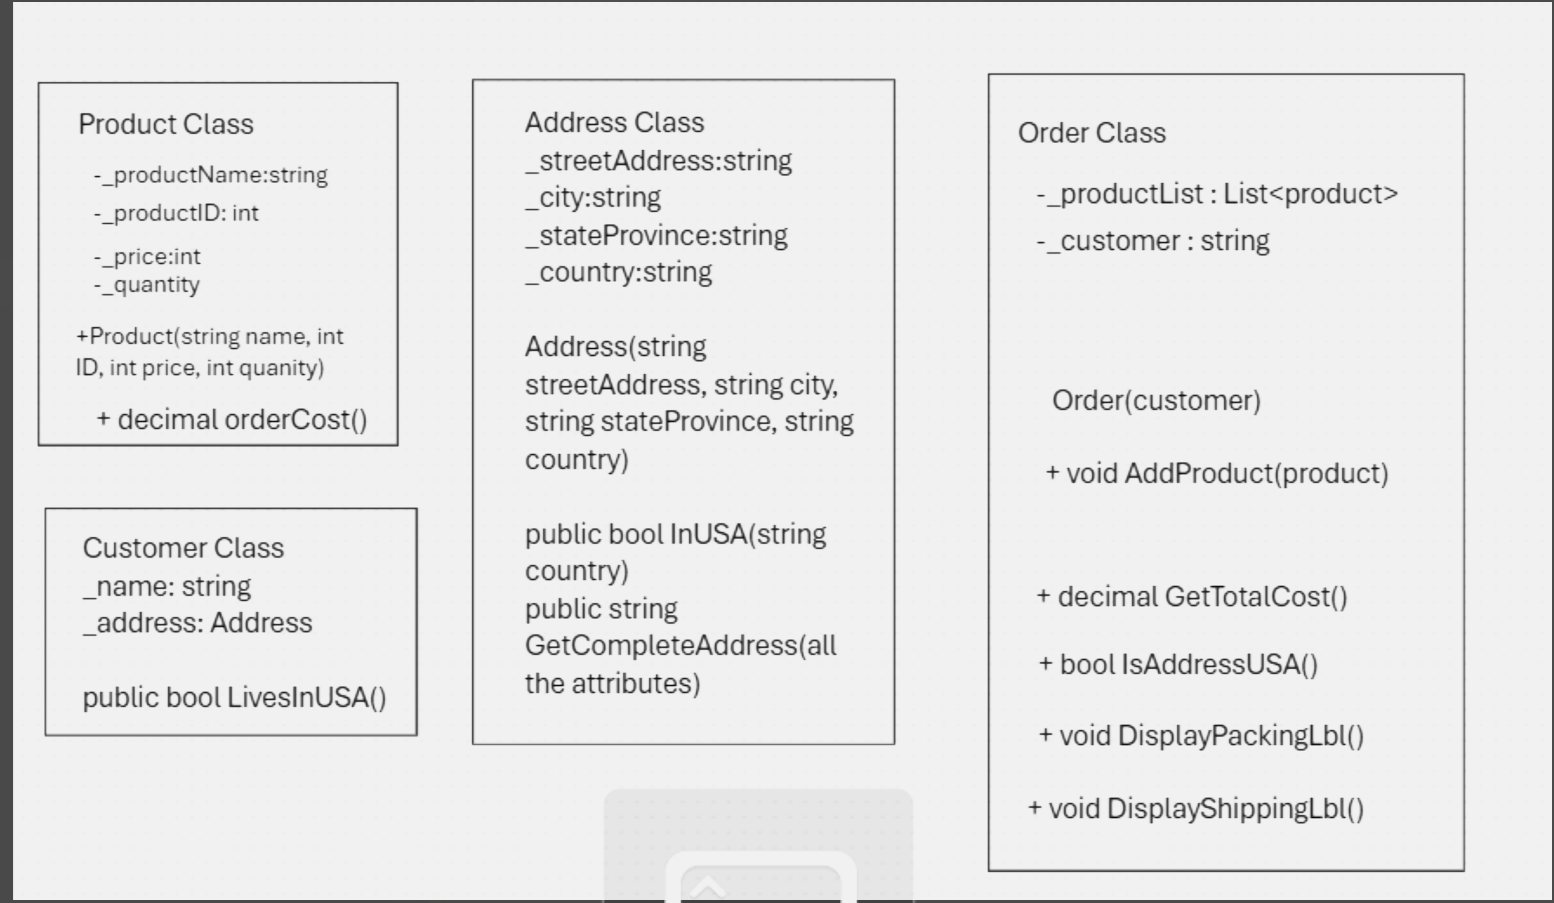 Product Class
-_productName:string
-_productID: int
-_price:int
-_quantity
+Product(string name, int
ID, int price, int quanity)
+ decimal orderCost()
Customer Class
_name: string
_address: Address
public bool LivesInUSA()
Address Class
_streetAddress:string
_city:string
_stateProvince:string
_country:string
Address(string
streetAddress, string city,
string stateProvince, string
country)
public bool InUSA(string
country)
public string
GetCompleteAddress(all
the attributes)
Order Class
-_productList : List<product>
-_customer : string
Order(customer)
+ void AddProduct(product)
+ decimal GetTotalCost()
+ bool IsAddressUSA()
+ void DisplayPackingLbl()
+ void DisplayShippingLbl()